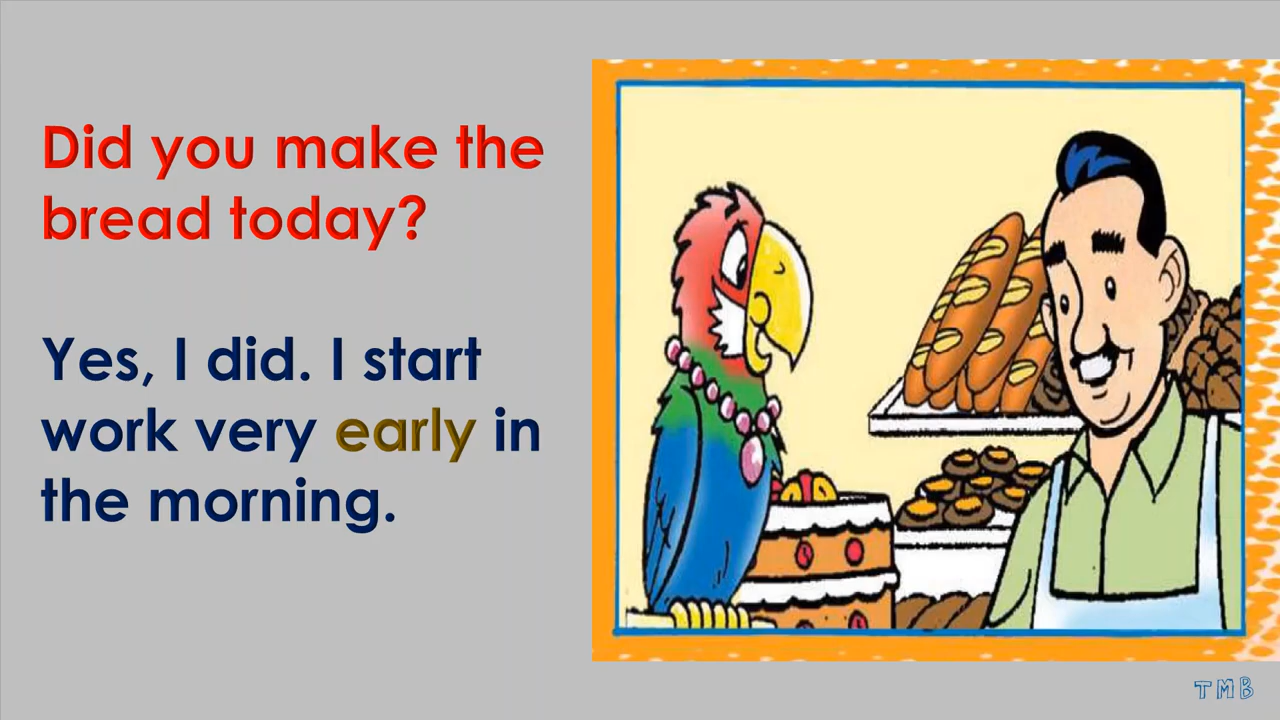 Did you make the
bread today?
Yes, I did. I start
work very early in
the morning.
TMB